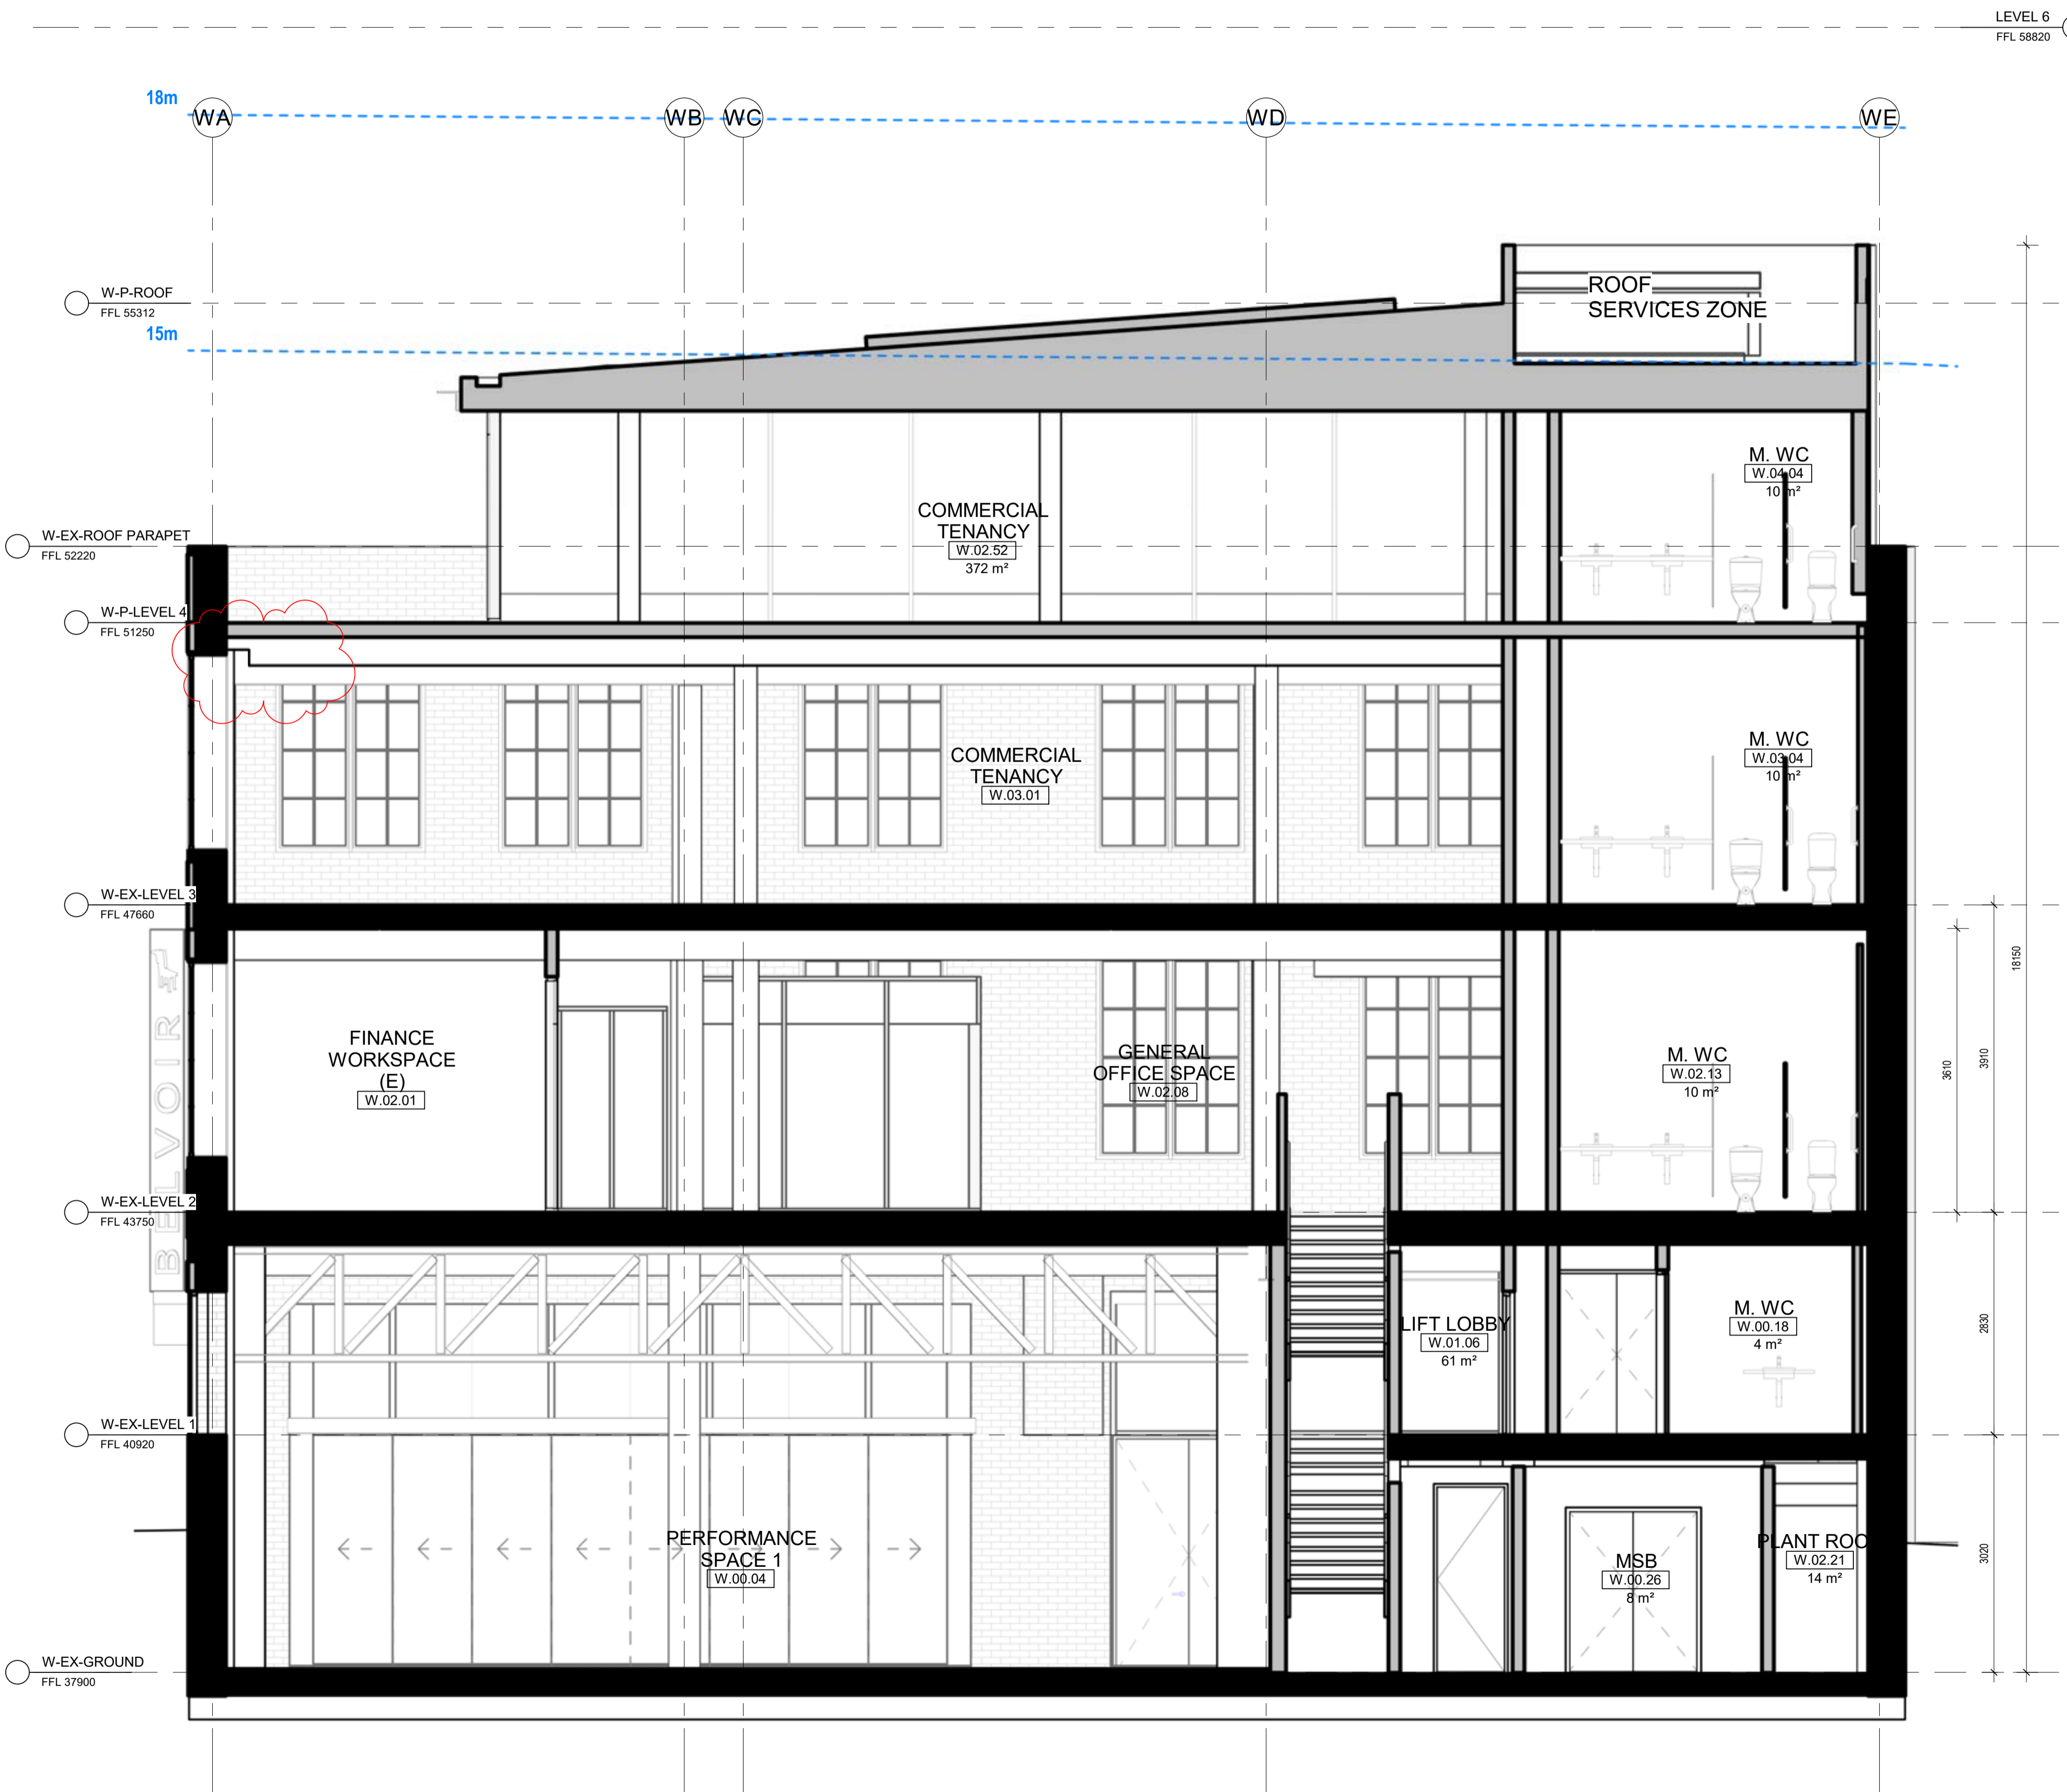 LEVEL 6
FFL 58820
18m
WA
WB
WC
WD
WE
W-P-ROOF
FFL 55312
15m
ROOF
SERVICES ZONE
M. WC
W.04.04
10 m²
COMMERCIAL
TENANCY
W.02.52
372 m²
W-EX-ROOF PARAPET
FFL 52220
W-P-LEVEL 4
FFL 51250
M. WC
W.03.04
10 m²
COMMERCIAL
TENANCY
W.03.01
W-EX-LEVEL 3
FFL 47660
18150
BELVOIR
FINANCE
WORKSPACE
(E)
W.02.01
GENERAL
OFFICE SPACE
W.02.08
M. WC
W.02.13
10 m²
3610
3910
W-EX-LEVEL 2
FFL 43750
LIFT LOBBY
W.01.06
61 m²
M. WC
W.00.18
4 m²
2830
W-EX-LEVEL 1
FFL 40920
PERFORMANCE
SPACE 1
W.00.04
MSB
W.00.26
8 m²
PLANT ROO
W.02.21
14 m²
3020
W-EX-GROUND
FFL 37900